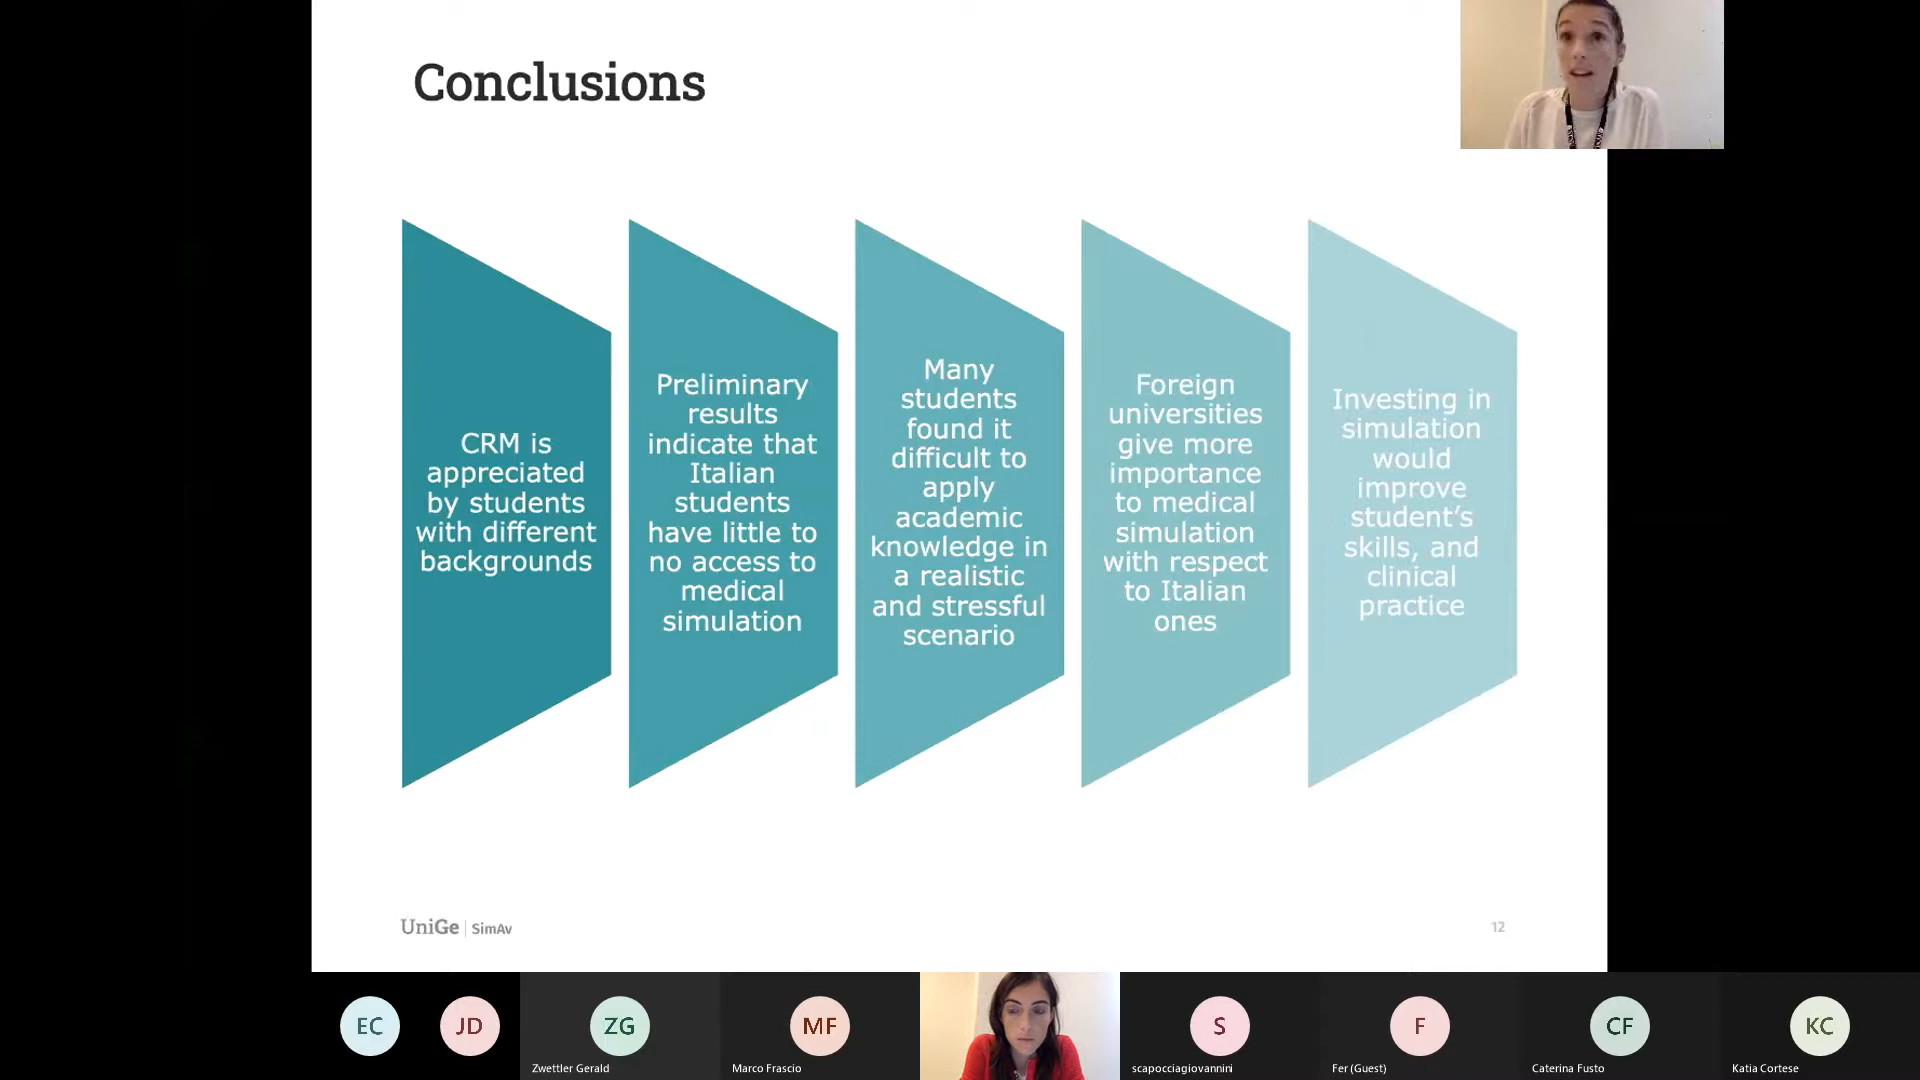 Conclusions
CRM is
appreciated
by students
with different
backgrounds
Preliminary
results
indicate that
Italian
students
have little to
no access to
medical
simulation
Many
students
found it
difficult to
apply
academic
knowledge in
a realistic
and stressful
scenario
Foreign
universities
give more
importance
to medical
simulation
with respect
to Italian
ones
Investing in
simulation
would
improve
student’s
skills, and
clinical
practice
UniGe | SimAv
12
EC
JD
ZG
Zwettler Gerald
MF
Marco Frascio
S
scapocciagiovannini
F
Fer (Guest)
CF
Caterina Fusto
KC
Katia Cortese